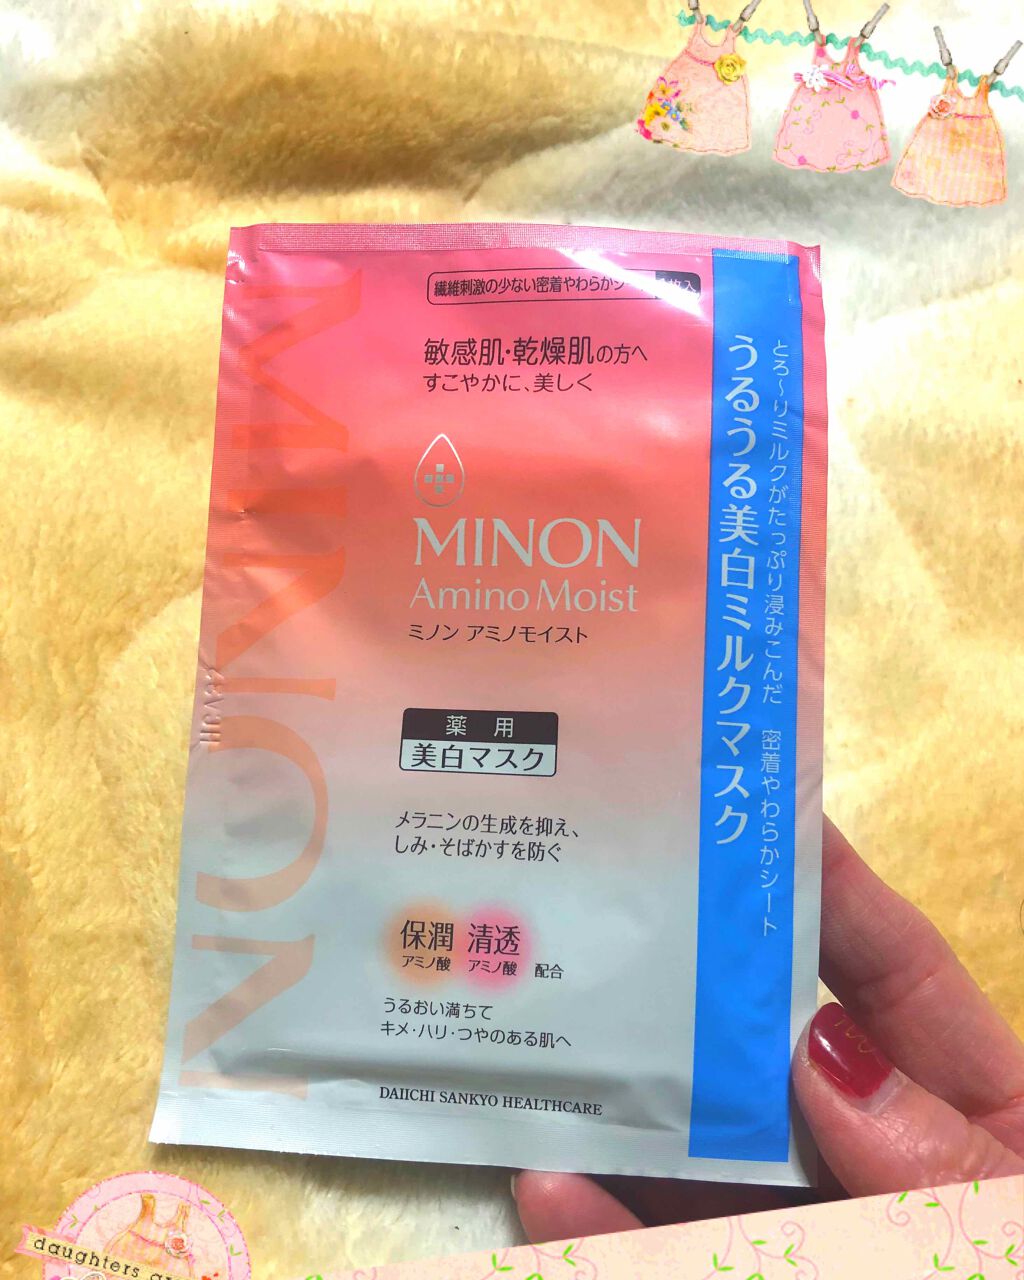 繊維刺激の少ない密着やわらかシート 1枚入
敏感肌・乾燥肌の方へ
すこやかに、美しく
MINON
Amino Moist
ミノン アミノモイスト
薬用
美白マスク
メラニンの生成を抑え、
しみ・そばかすを防ぐ
保潤 清透
アミノ酸 アミノ酸 配合
うるおい満ちて
キメ・ハリ・つやのある肌へ
DAIICHI SANKYO HEALTHCARE
とろ~りミルクがたっぷり浸みこんだ 密着やわらかシート
うるうる美白ミルクマスク
MINON
daughters